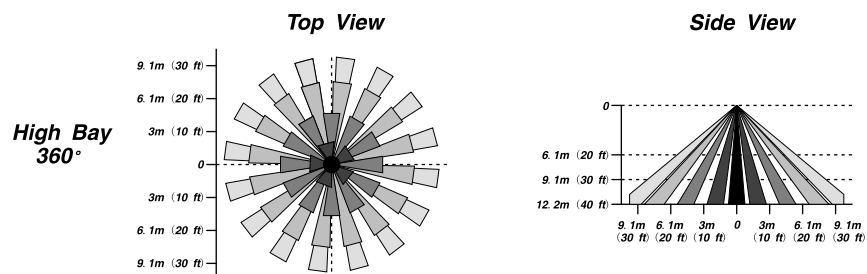 Top View
Side View
High Bay
360°
9. 1m (30 ft)
6. 1m (20 ft)
3m (10 ft)
0
3m (10 ft)
6. 1m (20 ft)
9. 1m (30 ft)
0
6. 1m (20 ft)
9. 1m (30 ft)
12. 2m (40 ft)
9. 1m 6. 1m 3m 0 3m 6. 1m 9. 1m
(30 ft) (20 ft) (10 ft) (10 ft) (20 ft) (30 ft)